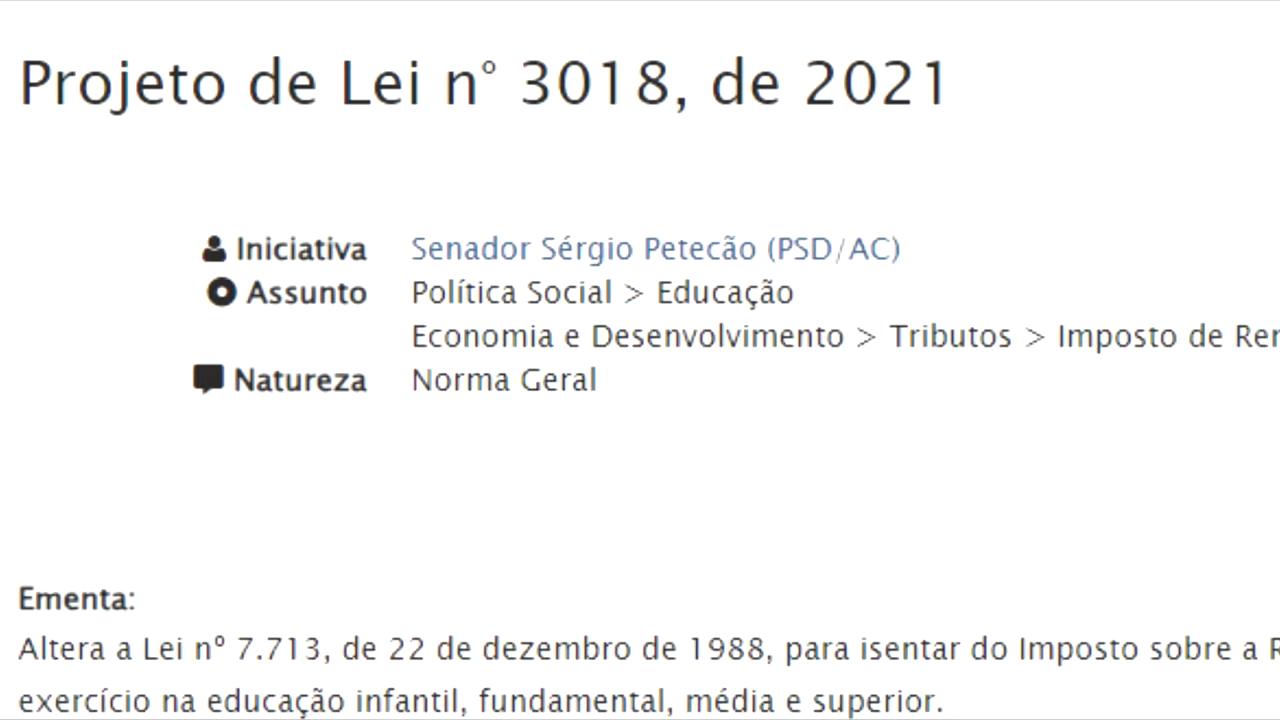 Projeto de Lei n° 3018, de 2021
Iniciativa Senador Sérgio Petecão (PSD/AC)
Assunto Política Social > Educação
Economia e Desenvolvimento > Tributos > Imposto de
Natureza Norma Geral
Ementa:
Altera a Lei nº 7.713, de 22 de dezembro de 1988, para isentar do Imposto sobre a
exercício na educação infantil, fundamental, média e superior.